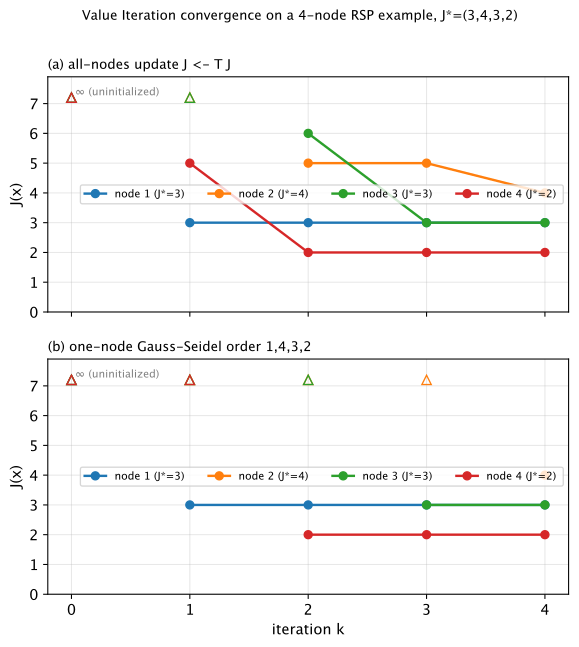 Value Iteration convergence on a 4-node RSP example, J*=(3,4,3,2)
(a) all-nodes update J <- T J
∞ (uninitialized)
J(x)
7
6
5
4
3
2
1
0
node 1 (J*=3)
node 2 (J*=4)
node 3 (J*=3)
node 4 (J*=2)
(b) one-node Gauss-Seidel order 1,4,3,2
∞ (uninitialized)
J(x)
7
6
5
4
3
2
1
0
node 1 (J*=3)
node 2 (J*=4)
node 3 (J*=3)
node 4 (J*=2)
0
1
2
3
4
iteration k